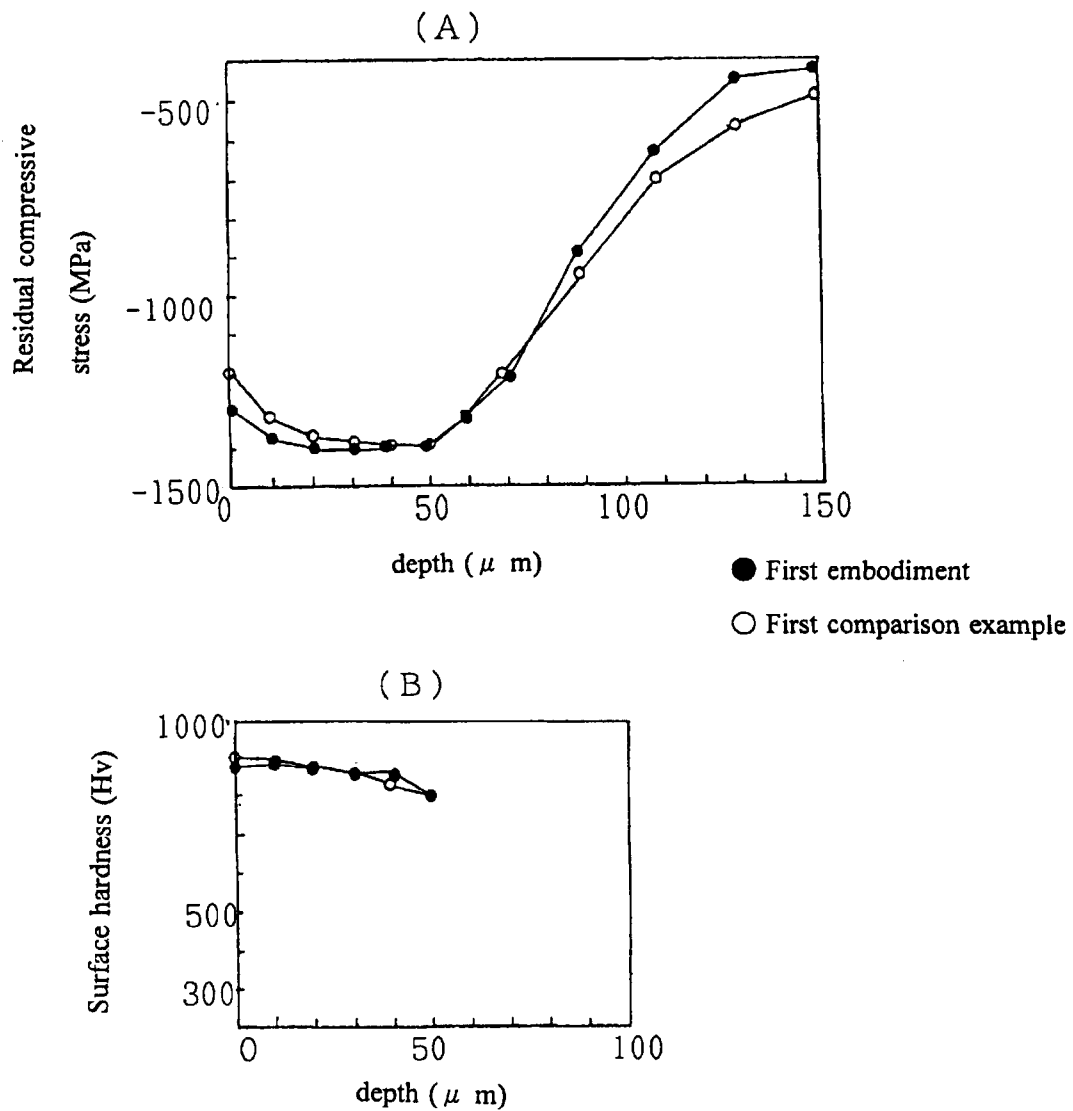 (A)
Residual compressive
stress (MPa)
-500
-1000
-1500
0
50
100
150
depth (μ m)
● First embodiment
○ First comparison example
(B)
Surface hardness (Hv)
1000
500
300
0
50
100
depth (μ m)